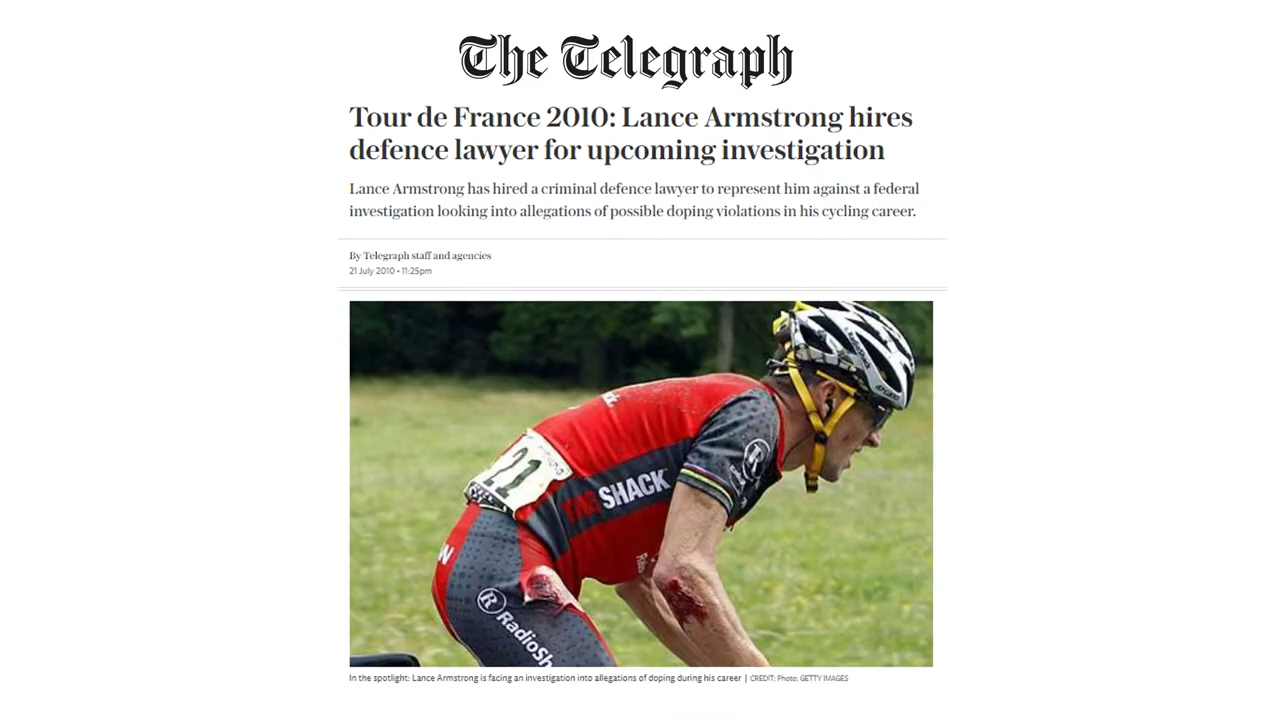 The Telegraph
Tour de France 2010: Lance Armstrong hires
defence lawyer for upcoming investigation
Lance Armstrong has hired a criminal defence lawyer to represent him against a federal
investigation looking into allegations of possible doping violations in his cycling career.
By Telegraph staff and agencies
21 July 2010 • 11:25pm
21
THE SHACK
R
R
RadioSh
In the spotlight: Lance Armstrong is facing an investigation into allegations of doping during his career | CREDIT: Photo: GETTY IMAGES